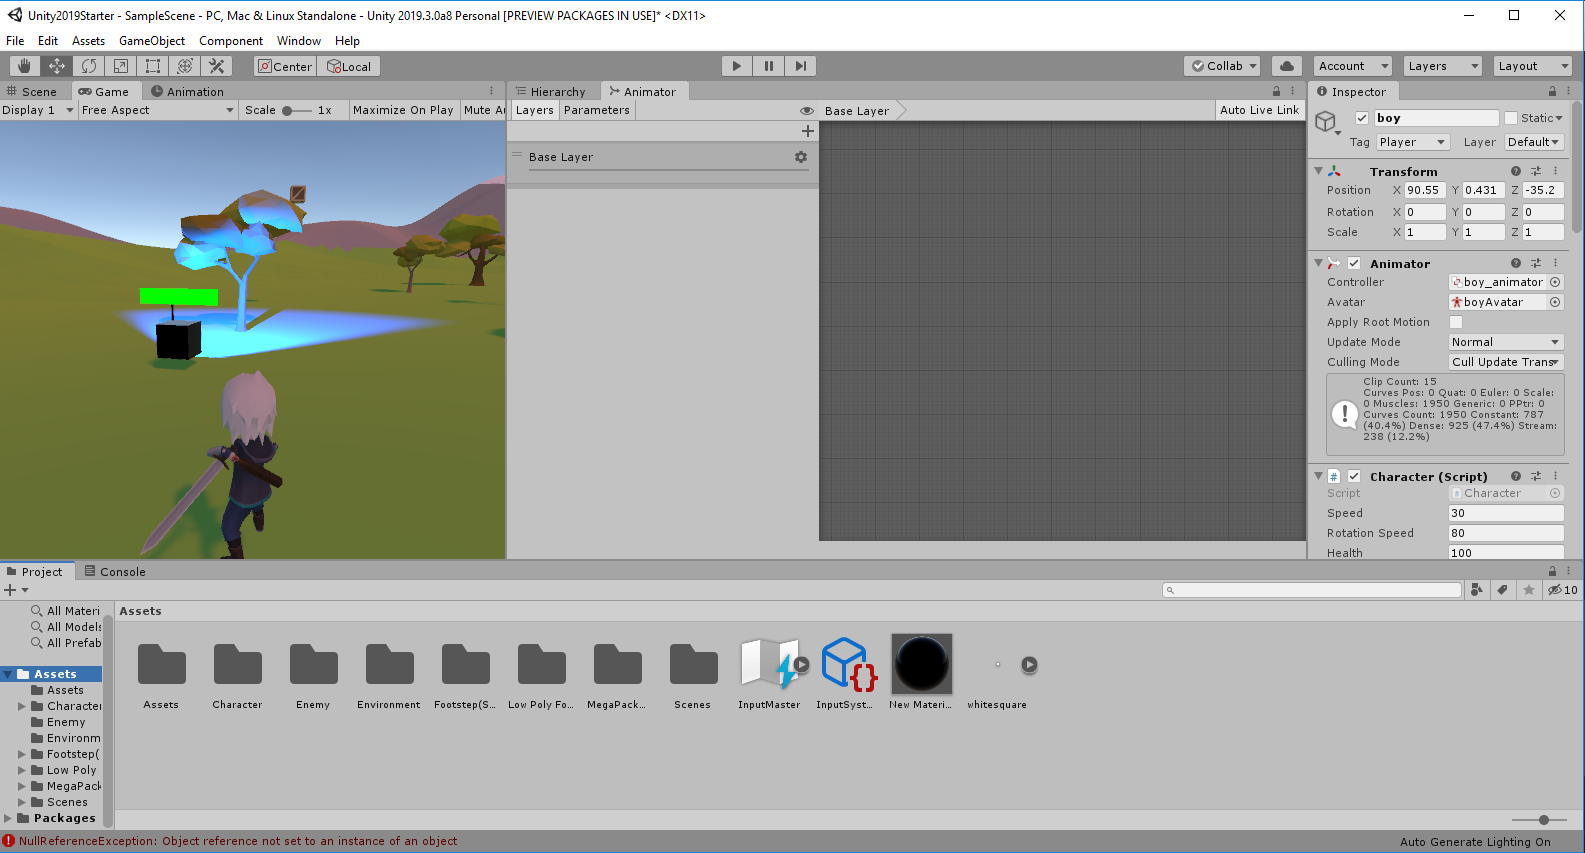 Unity2019Starter - SampleScene - PC, Mac & Linux Standalone - Unity 2019.3.0a8 Personal [PREVIEW PACKAGES IN USE]* <DX11>
File Edit Assets GameObject Component Window Help
Center Local Collab Account Layers Layout
Scene Game Animation
Display 1 Free Aspect Scale 1x Maximize On Play Mute Au
Hierarchy Animator
Layers Parameters Base Layer Auto Live Link
Base Layer
Inspector
boy Static
Tag Player Layer Default
Transform
Position X 90.55 Y 0.431 Z -35.2
Rotation X 0 Y 0 Z 0
Scale X 1 Y 1 Z 1
Animator
Controller boy_animator
Avatar boyAvatar
Apply Root Motion
Update Mode Normal
Culling Mode Cull Update Trans
Clip Count: 15
Curves Pos: 0 Quat: 0 Euler: 0 Scale:
0 Muscles: 1950 Generic: 0 PPtr: 0
Curves Count: 1950 Constant: 787
(40.4%) Dense: 925 (47.4%) Stream:
238 (12.2%)
Character (Script)
Script Character
Speed 30
Rotation Speed 80
Health 100
Project Console
10
All Materi
All Models
All Prefab
Assets
Assets
Character
Enemy
Environm
Footstep(
Low Poly
MegaPack
Scenes
Packages
Assets
Assets Character Enemy Environment Footstep(S... Low Poly Fo... MegaPack... Scenes InputMaster InputSyst... New Materi... whitesquare
NullReferenceException: Object reference not set to an instance of an object
Auto Generate Lighting On